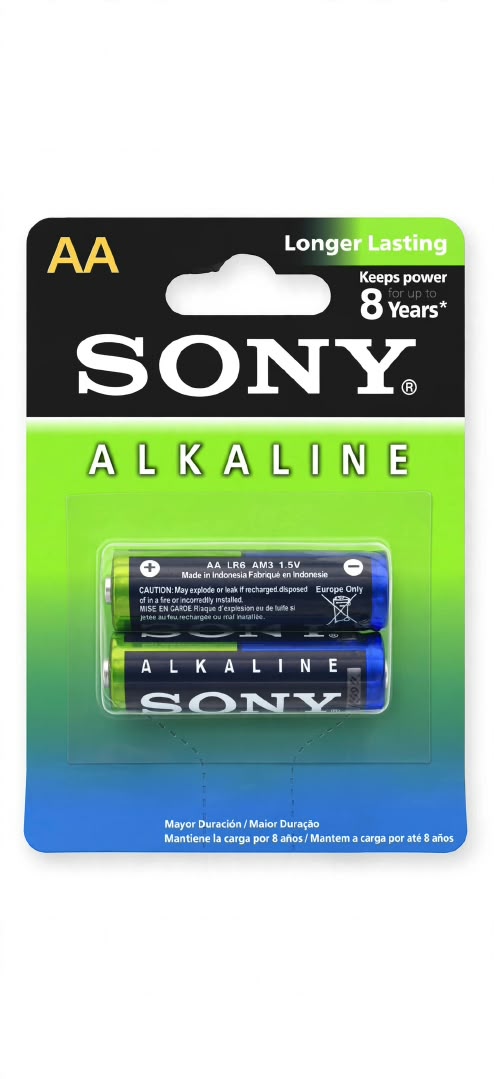 AA
Longer Lasting
Keeps power
for up to
8 Years*
SONY®
ALKALINE
AA LR6 AM3 1.5V
Made in Indonesia Fabriqué en Indonesie
CAUTION: May explode or leak if recharged. disposed
of in a fire or incorrectly installed.
Europe Only
MISE EN GARDE Risque d'explosion ou de fuite si
jetée au feu, rechargée ou mal installée.
SONY
ALKALINE
SONY
Mayor Duración / Maior Duração
Mantiene la carga por 8 años / Mantem a carga por até 8 años